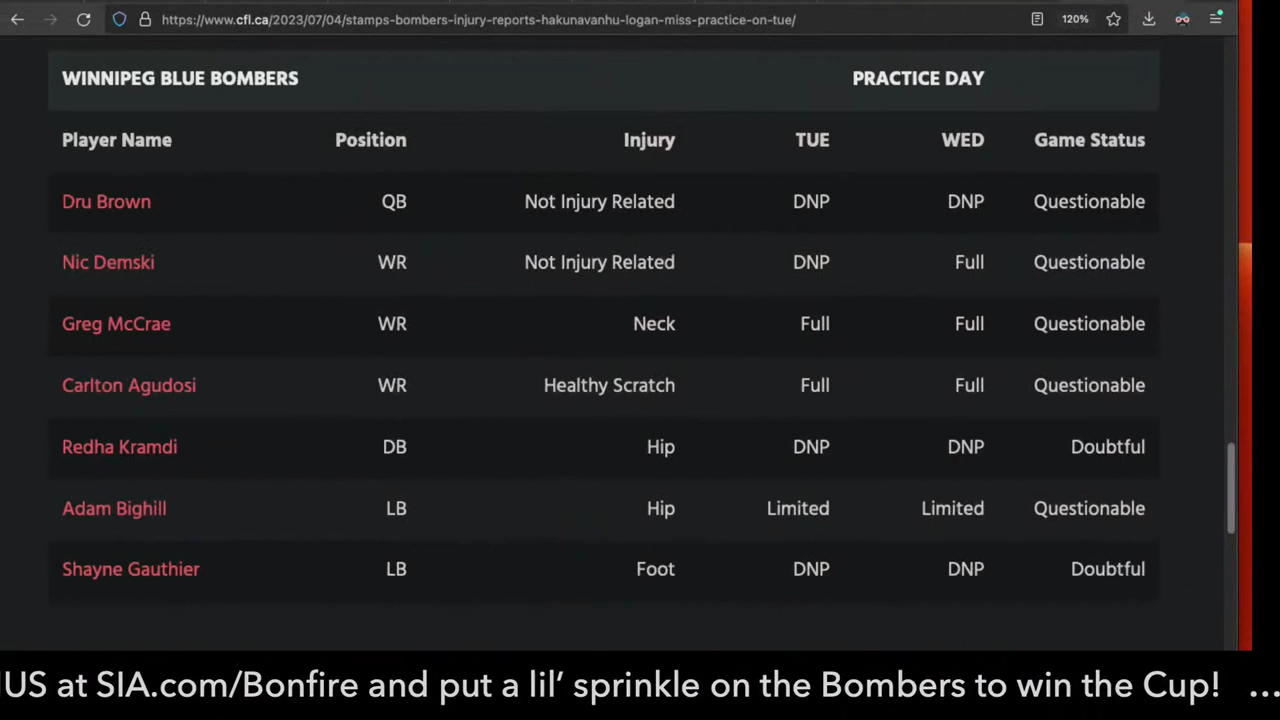 https://www.cfl.ca/2023/07/04/stamps-bombers-injury-reports-hakunavanhu-logan-miss-practice-on-tue/ 120%
WINNIPEG BLUE BOMBERS PRACTICE DAY
Player Name Position Injury TUE WED Game Status
Dru Brown QB Not Injury Related DNP DNP Questionable
Nic Demski WR Not Injury Related DNP Full Questionable
Greg McCrae WR Neck Full Full Questionable
Carlton Agudosi WR Healthy Scratch Full Full Questionable
Redha Kramdi DB Hip DNP DNP Doubtful
Adam Bighill LB Hip Limited Limited Questionable
Shayne Gauthier LB Foot DNP DNP Doubtful
US at SIA.com/Bonfire and put a lil’ sprinkle on the Bombers to win the Cup! ...